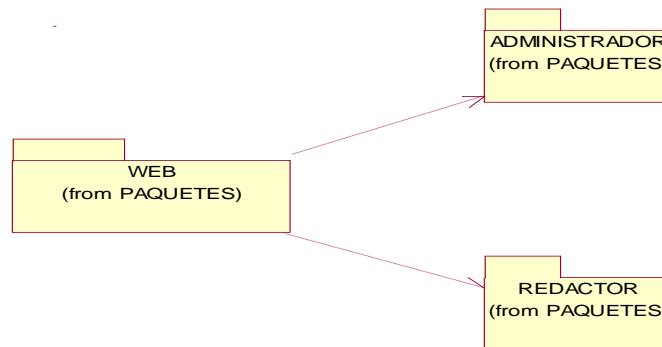 ADMINISTRADOR
(from PAQUETES
WEB
(from PAQUETES)
REDACTOR
(from PAQUETES